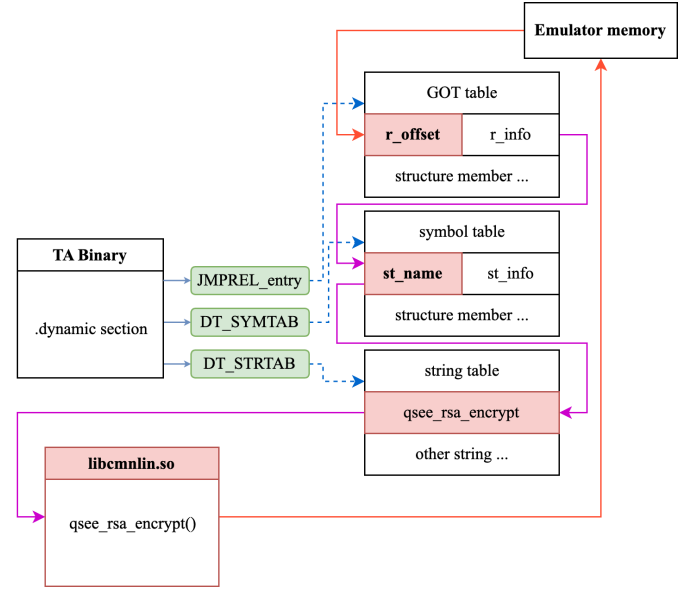 Emulator memory
GOT table
r_offset
r_info
structure member ...
symbol table
st_name
st_info
structure member ...
TA Binary
.dynamic section
JMPREL_entry
DT_SYMTAB
DT_STRTAB
string table
qsee_rsa_encrypt
other string ...
libcmnlin.so
qsee_rsa_encrypt()